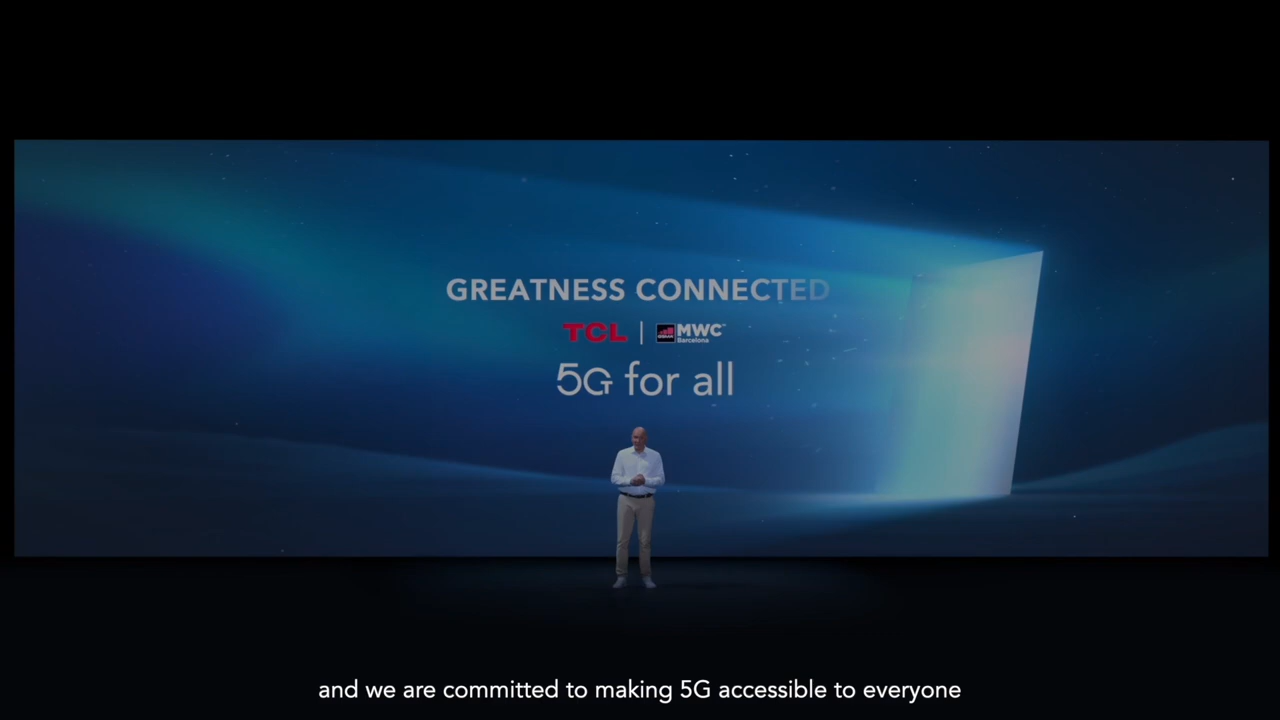 GREATNESS CONNECTED
TCL | MWC
Barcelona
5G for all
and we are committed to making 5G accessible to everyone